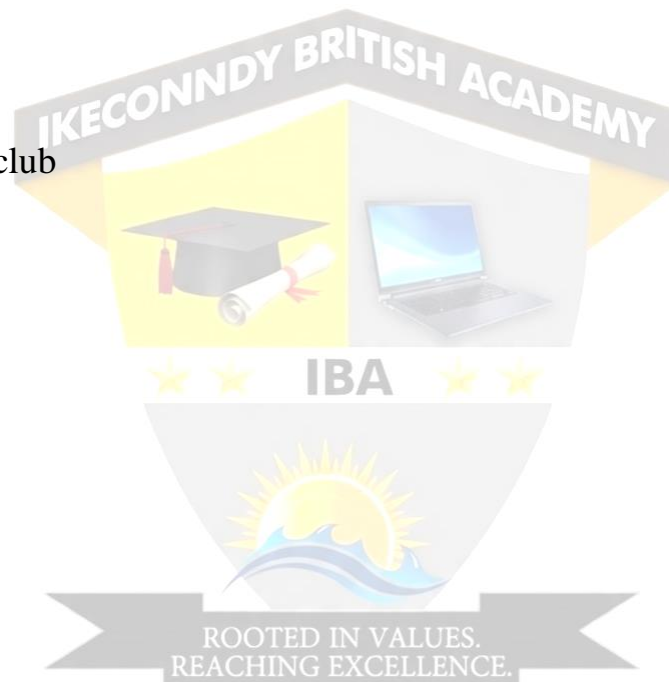 IKECONNDY BRITISH ACADEMY
club
IBA
ROOTED IN VALUES.
REACHING EXCELLENCE.